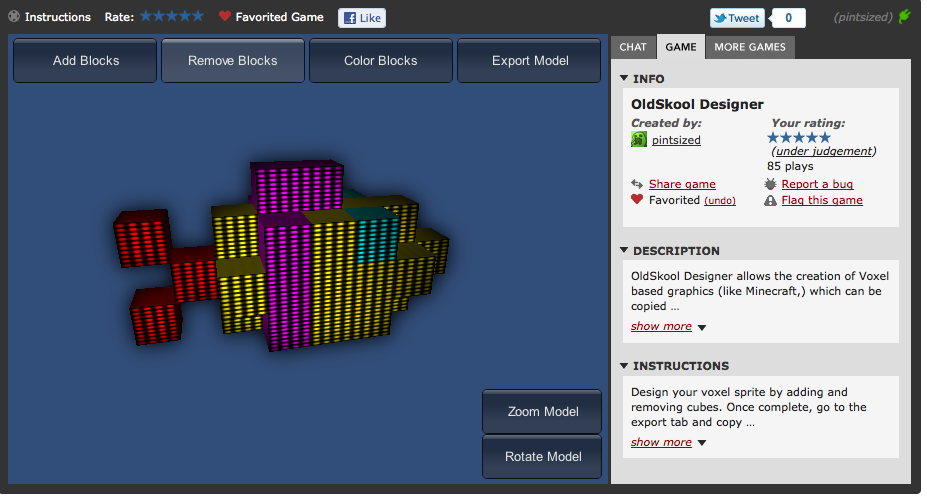 Instructions Rate: Favorited Game Like Tweet 0 (pintsized)
Add Blocks Remove Blocks Color Blocks Export Model
CHAT GAME MORE GAMES
INFO
OldSkool Designer
Created by: Your rating:
pintsized
(under judgement)
85 plays
Share game Report a bug
Favorited (undo) Flag this game
DESCRIPTION
OldSkool Designer allows the creation of Voxel
based graphics (like Minecraft,) which can be
copied ...
show more
INSTRUCTIONS
Design your voxel sprite by adding and
removing cubes. Once complete, go to the
export tab and copy ...
show more
Zoom Model
Rotate Model